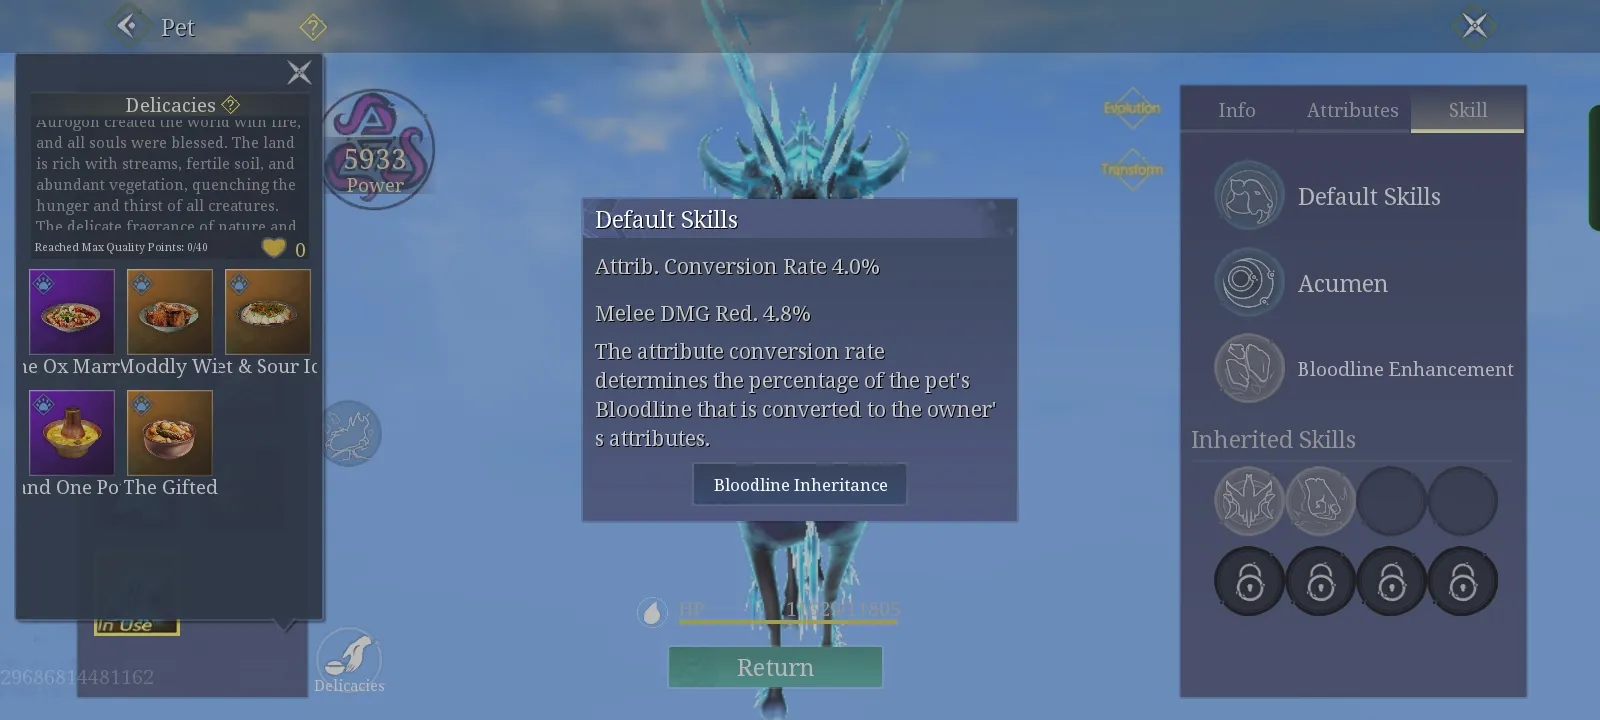 Pet
?
Delicacies ?
Aurogon created the world with fire,
and all souls were blessed. The land
is rich with streams, fertile soil, and
abundant vegetation, quenching the
hunger and thirst of all creatures.
The delicate fragrance of nature and
Reached Max Quality Points: 0/40
0
ne Ox Marr
Moddly Wi
et & Sour Ic
and One Po
The Gifted
In Use
29686814481162
5933
Power
Delicacies
Default Skills
Attrib. Conversion Rate 4.0%
Melee DMG Red. 4.8%
The attribute conversion rate
determines the percentage of the pet's
Bloodline that is converted to the owner'
s attributes.
Bloodline Inheritance
HP
/11805
Return
Evolution
Transform
Info
Attributes
Skill
Default Skills
Acumen
Bloodline Enhancement
Inherited Skills